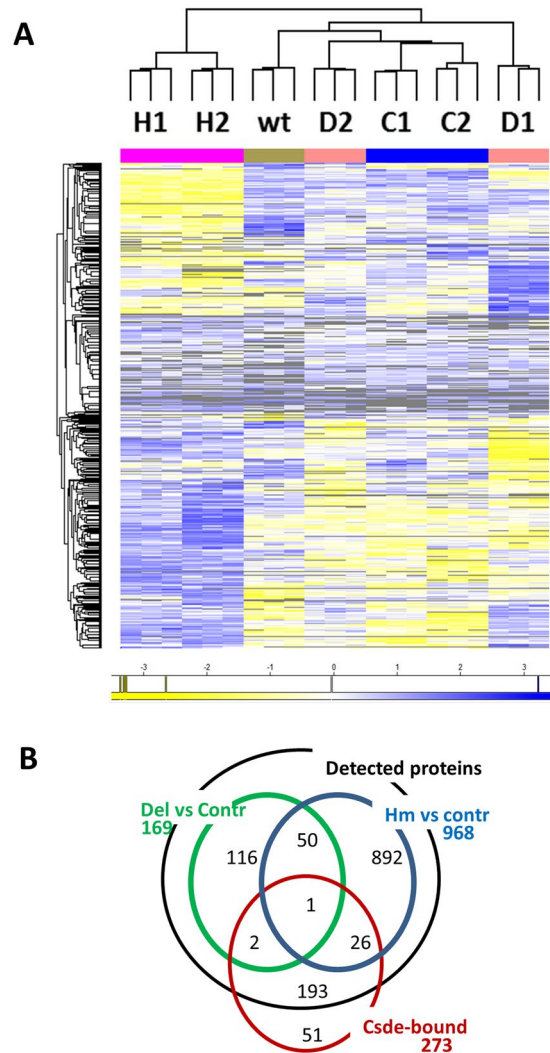 A
H1 H2 wt D2 C1 C2 D1
-3 -2 -1 0 1 2 3
B
Detected proteins
Del vs Contr
169
Hm vs contr
968
50
116
892
1
2
26
193
51
Csde-bound
273